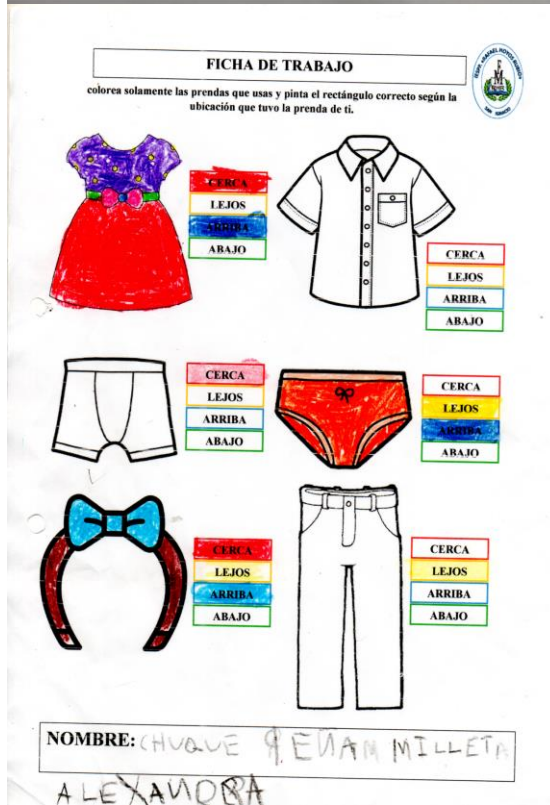 FICHA DE TRABAJO
colorea solamente las prendas que usas y pinta el rectángulo correcto según la
ubicación que tuvo la prenda de ti.
CERCA
LEJOS
ARRIBA
ABAJO
CERCA
LEJOS
ARRIBA
ABAJO
CERCA
LEJOS
ARRIBA
ABAJO
CERCA
LEJOS
ARRIBA
ABAJO
CERCA
LEJOS
ARRIBA
ABAJO
CERCA
LEJOS
ARRIBA
ABAJO
NOMBRE: CHUQUE MILLETA
ALEXANDRA